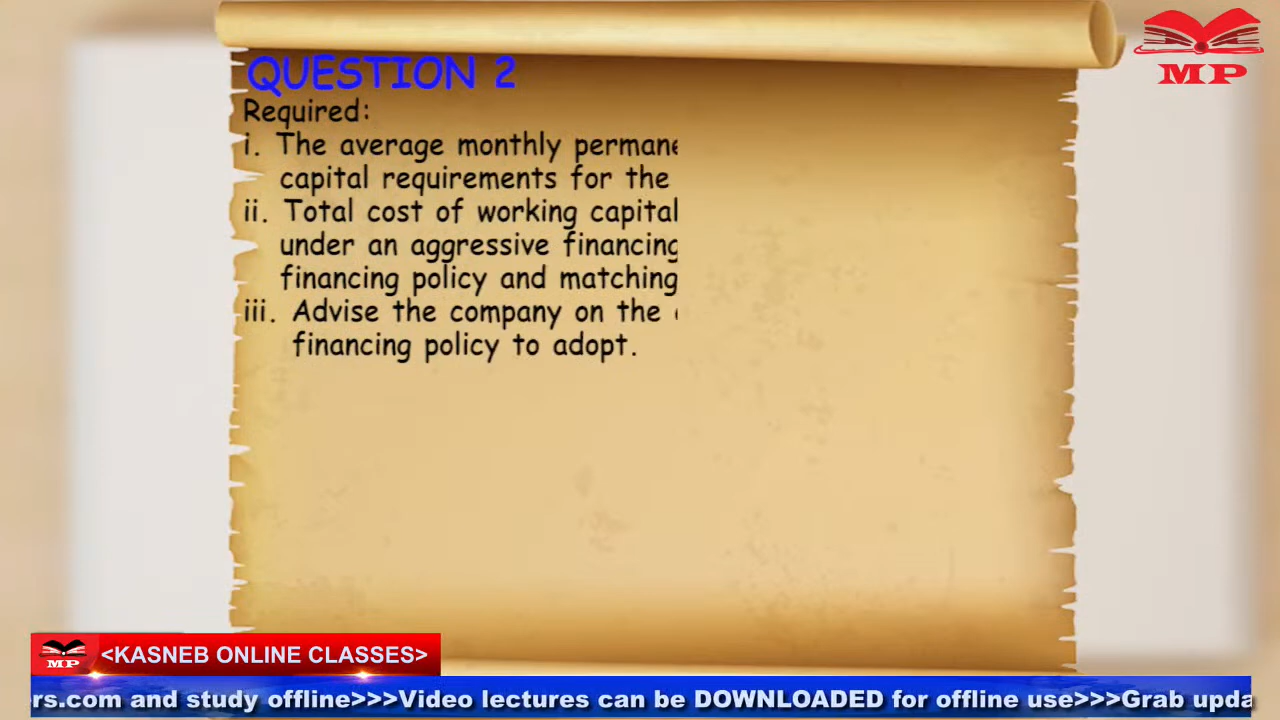 MP
QUESTION 2
Required:
i. The average monthly
capital requirements for the
ii. Total cost of working capital
under an aggressive financing
financing policy and matching
iii. Advise the company on the
financing policy to adopt.
MP
<KASNEB ONLINE CLASSES>
rs.com and study offline>>>Video lectures can be DOWNLOADED for offline use>>>Grab